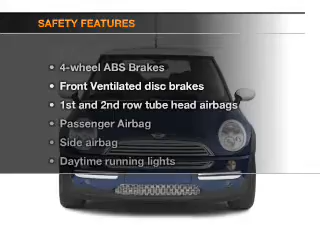 SAFETY FEATURES
• 4-wheel ABS Brakes
• Front Ventilated disc brakes
• 1st and 2nd row tube head airbags
• Passenger Airbag
• Side airbag
• Daytime running lights